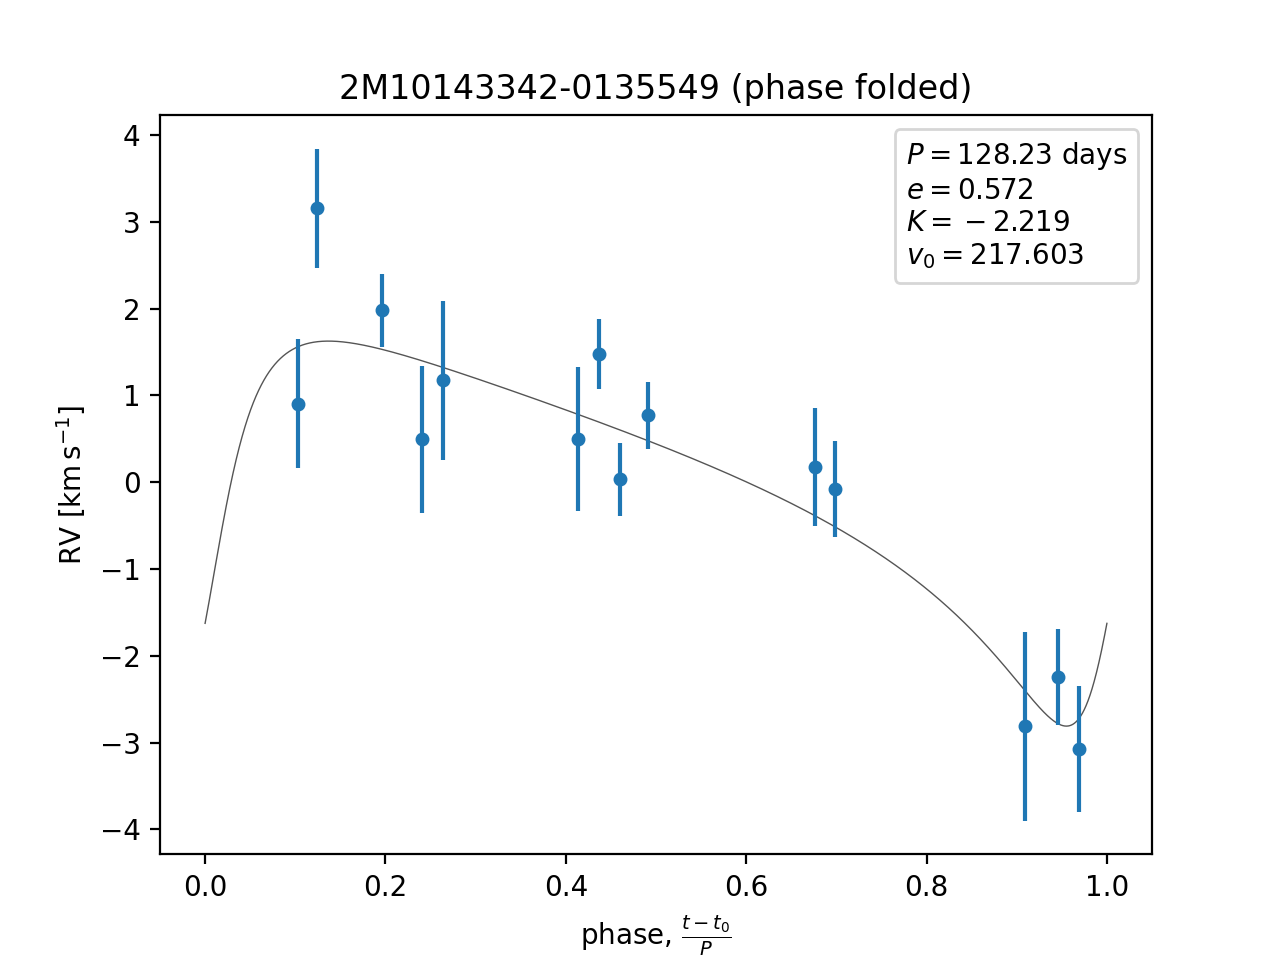 2M10143342-0135549 (phase folded)
P = 128.23 days
e = 0.572
K = −2.219
v₀ = 217.603
RV [km s⁻¹]
4
3
2
1
0
−1
−2
−3
−4
0.0 0.2 0.4 0.6 0.8 1.0
phase, (t − t₀)/P